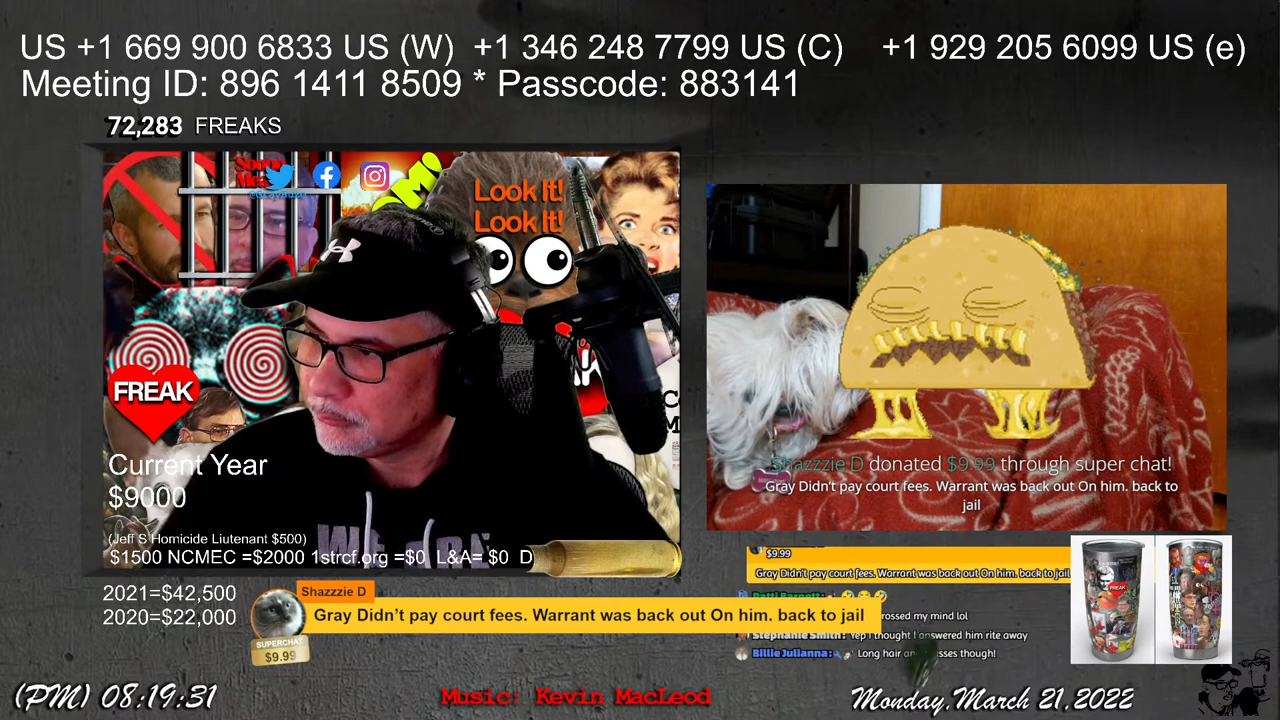 US +1 669 900 6833 US (W) +1 346 248 7799 US (C) +1 929 205 6099 US (e)
Meeting ID: 896 1411 8509 * Passcode: 883141
72,283 FREAKS
Look It!
Look It!
FREAK
Current Year
$9000
(Jeff S Homicide Liutenant $500)
$1500 NCMEC =$2000 1strcf.org =$0 L&A= $0 D
2021=$42,500
2020=$22,000
Shazzzie D donated $9.99 through super chat!
Gray Didn't pay court fees. Warrant was back out On him. back to
jail
$9.99
Gray Didn't pay court fees. Warrant was back out On him. back to jail
Patti Barnett:
Shazzzie D
Gray Didn't pay court fees. Warrant was back out On him. back to jail
SUPERCHAT
$9.99
rossed my mind lol
Stephanie Smith: Yep I thought I answered him rite away
Billie Julianna: Long hair an sses though!
FREAK
(PM) 08:19:31
Music: Kevin MacLeod
Monday, March 21, 2022